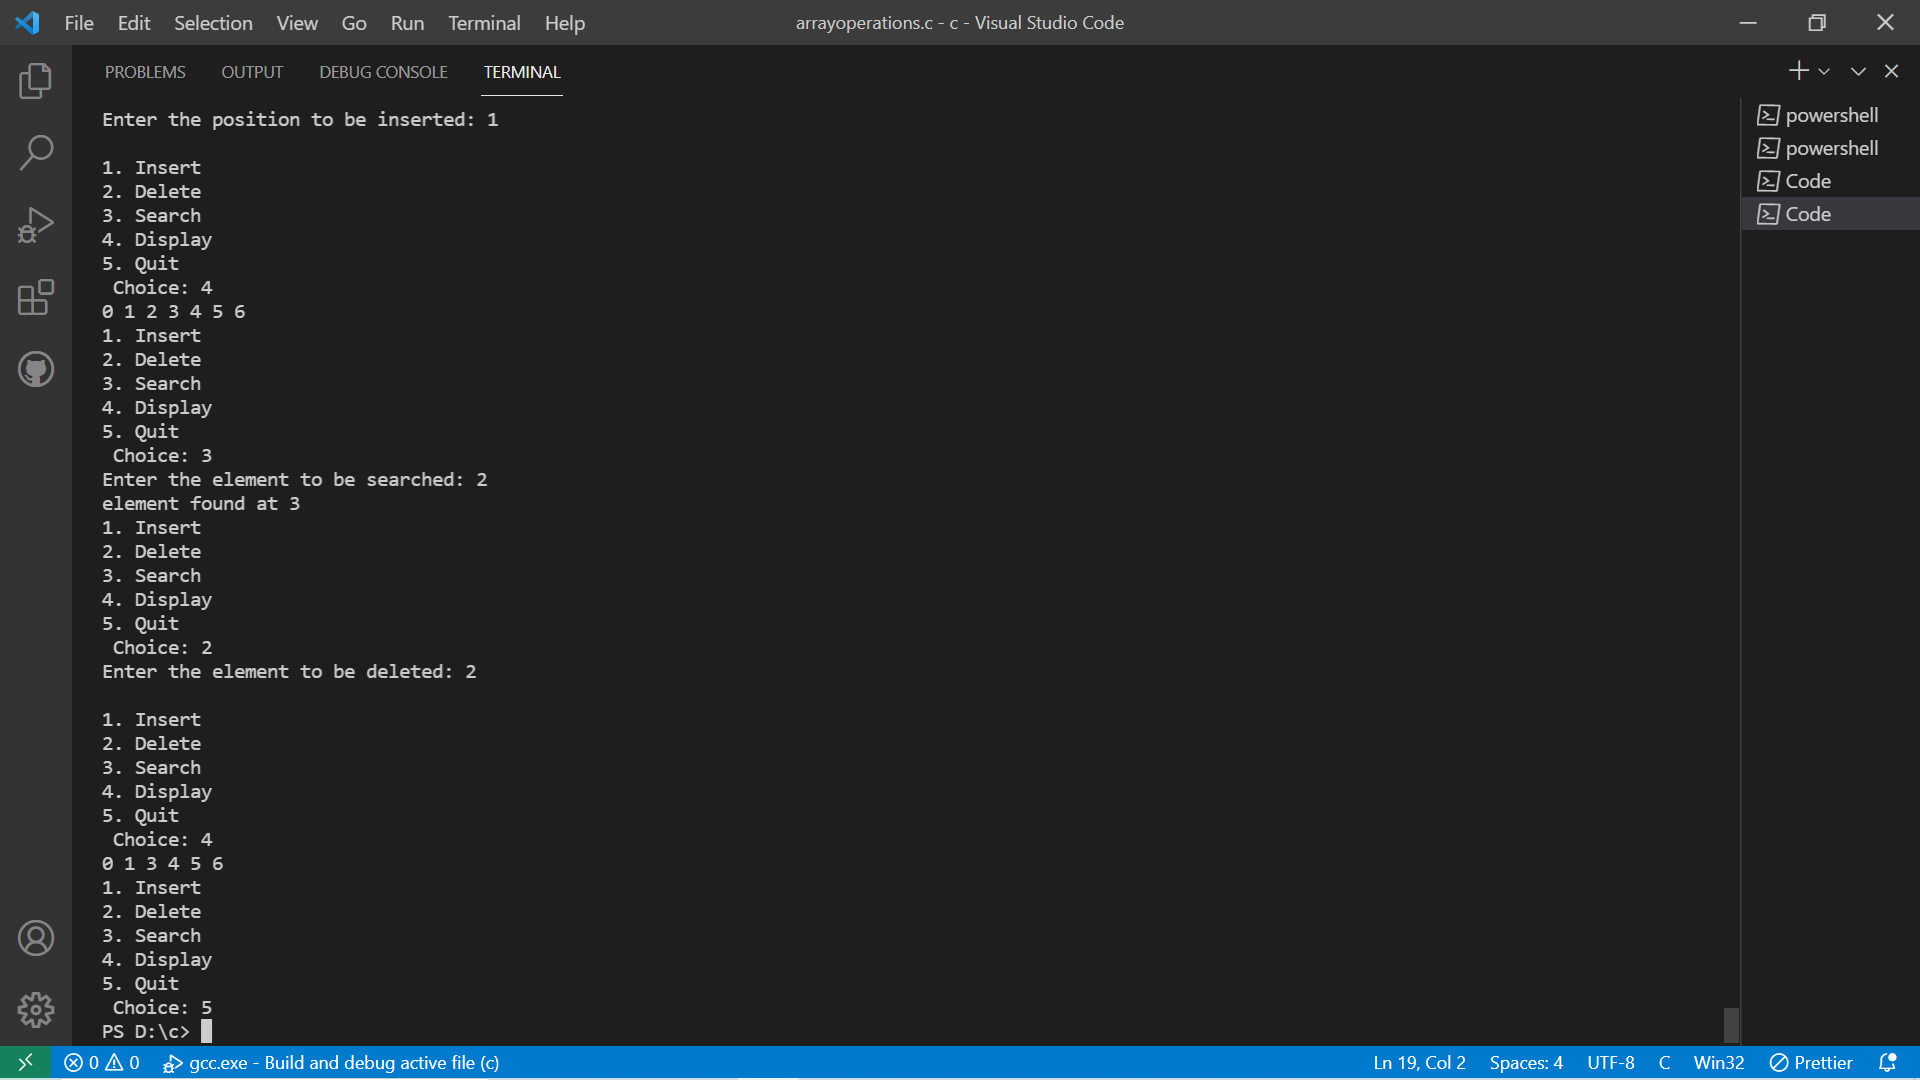 File Edit Selection View Go Run Terminal Help arrayoperations.c - c - Visual Studio Code
PROBLEMS OUTPUT DEBUG CONSOLE TERMINAL
Enter the position to be inserted: 1
1. Insert
2. Delete
3. Search
4. Display
5. Quit
Choice: 4
0 1 2 3 4 5 6
1. Insert
2. Delete
3. Search
4. Display
5. Quit
Choice: 3
Enter the element to be searched: 2
element found at 3
1. Insert
2. Delete
3. Search
4. Display
5. Quit
Choice: 2
Enter the element to be deleted: 2
1. Insert
2. Delete
3. Search
4. Display
5. Quit
Choice: 4
0 1 3 4 5 6
1. Insert
2. Delete
3. Search
4. Display
5. Quit
Choice: 5
PS D:\c>
powershell
powershell
Code
Code
0 0 gcc.exe - Build and debug active file (c) Ln 19, Col 2 Spaces: 4 UTF-8 C Win32 Prettier